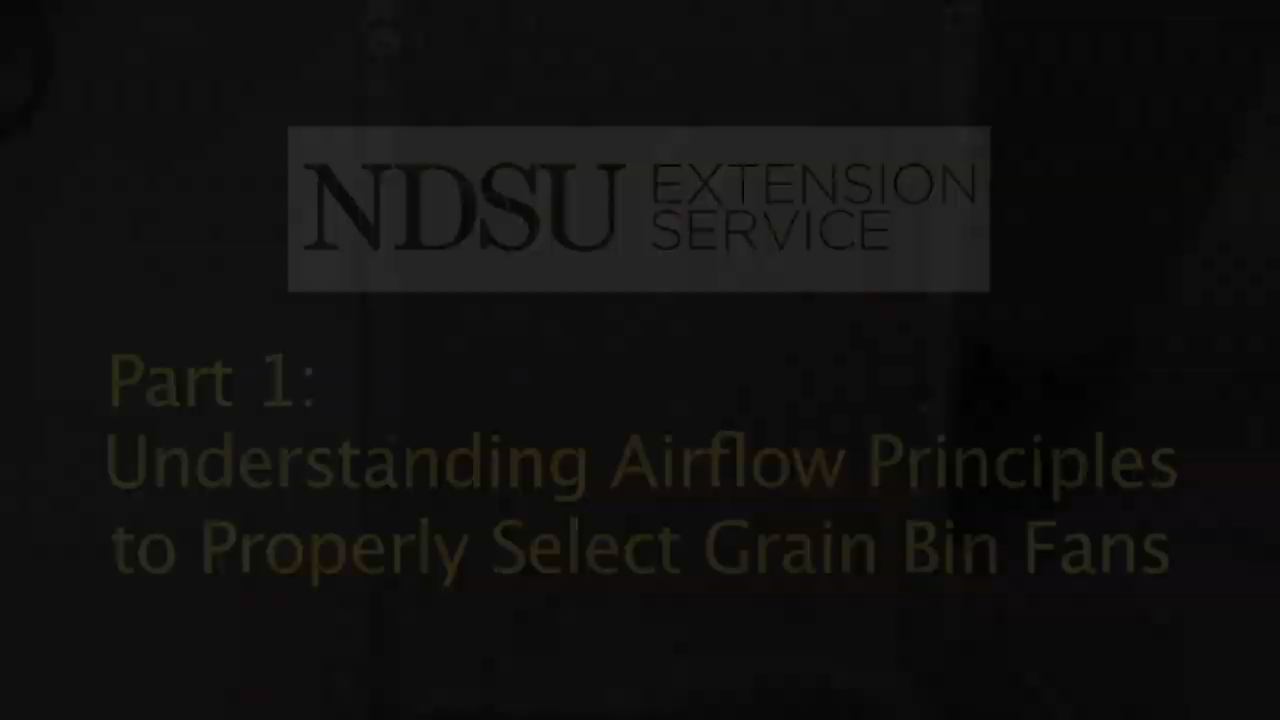 NDSU EXTENSION
SERVICE
Part 1:
Understanding Airflow Principles
to Properly Select Grain Bin Fans